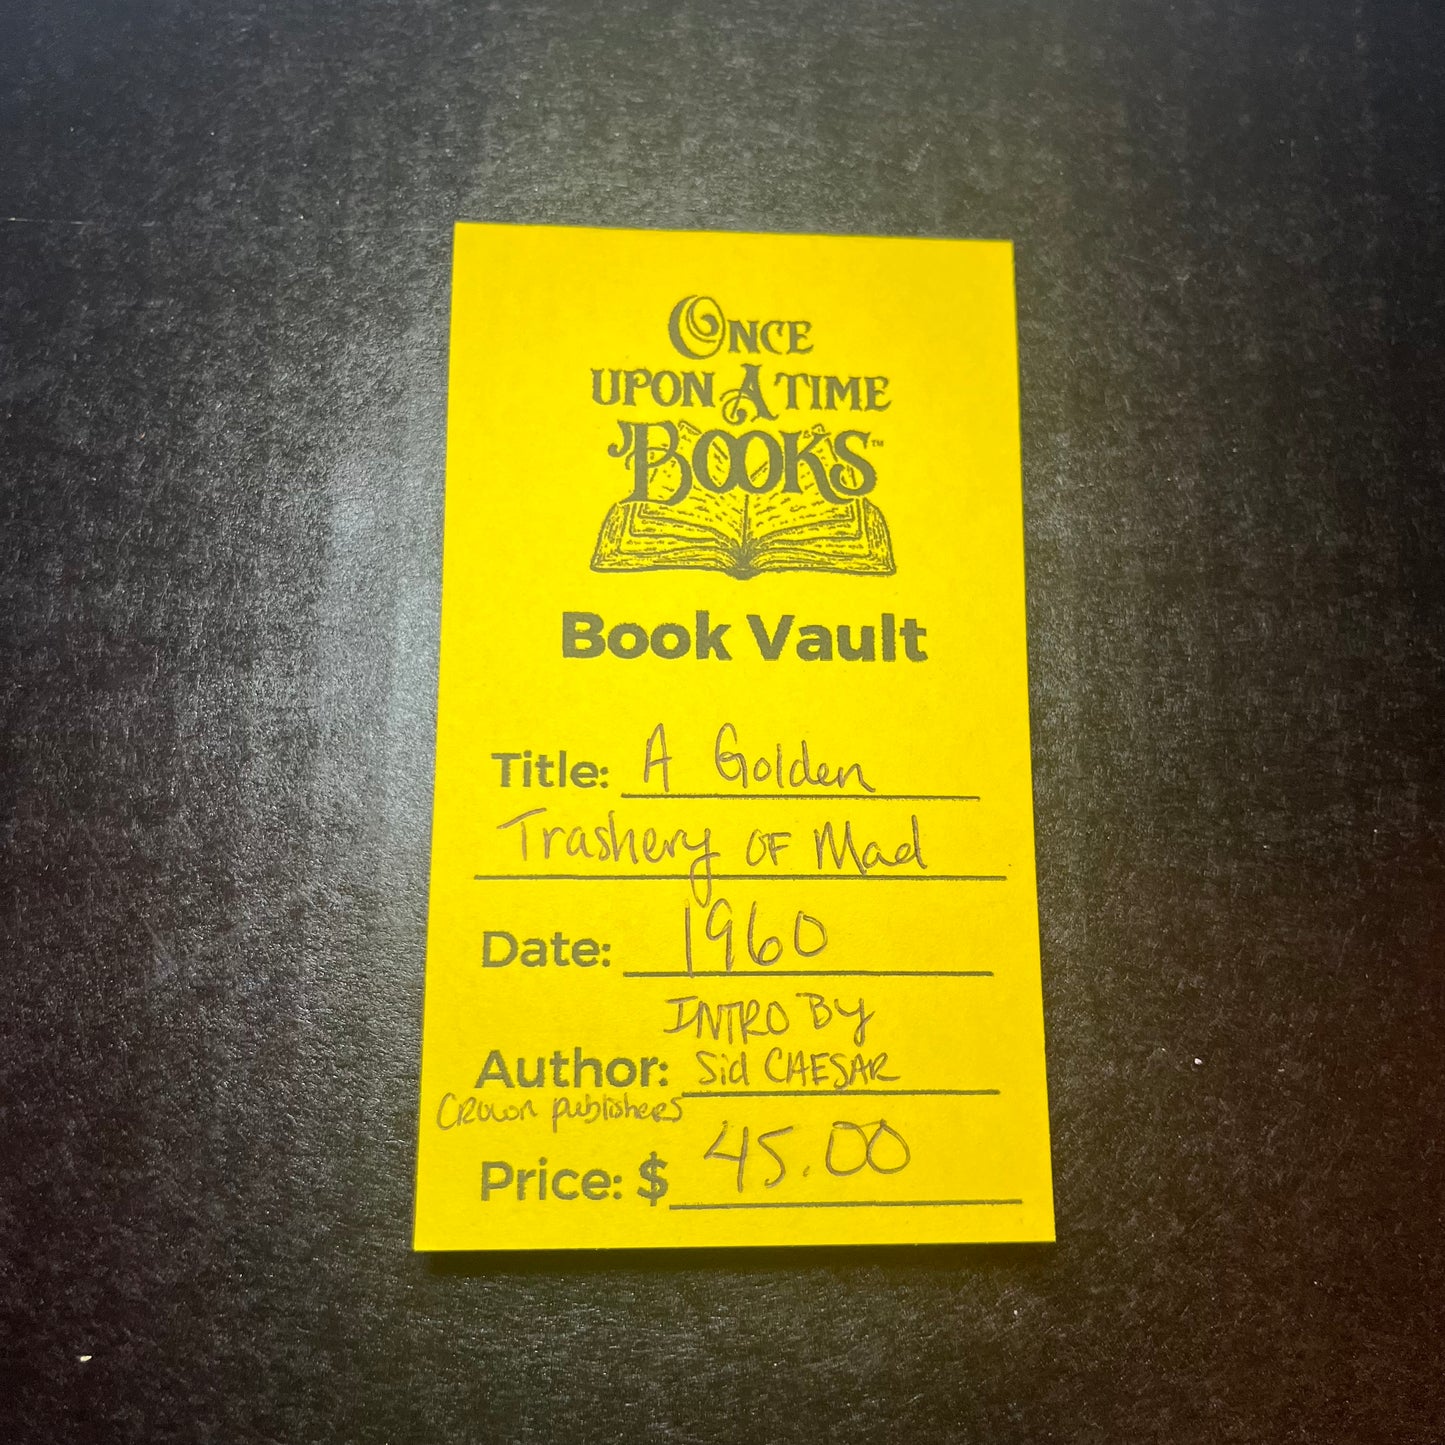 ONCE
UPON A TIME
BOOKS™
Book Vault
Title: A Golden
Trashery OF Mad
Date: 1960
INTRO By
Author: Sid CAESAR
Crown publishers
Price: $ 45.00